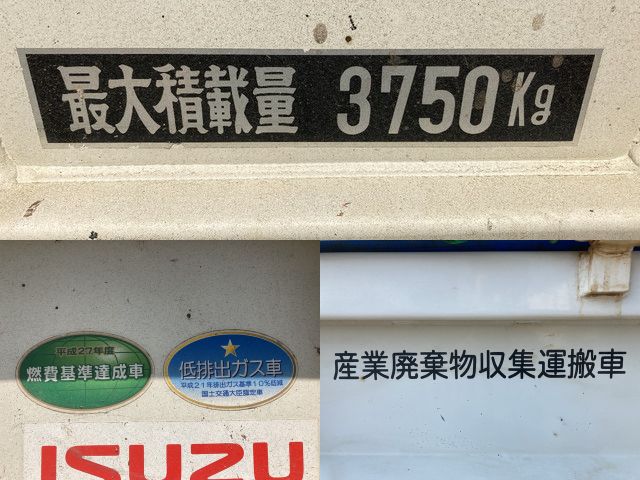 最大積載量 3750Kg
平成27年度
燃費基準達成車
低排出ガス車
平成21年排出ガス基準10%低減
国土交通大臣認定車
ISUZU
産業廃棄物収集運搬車